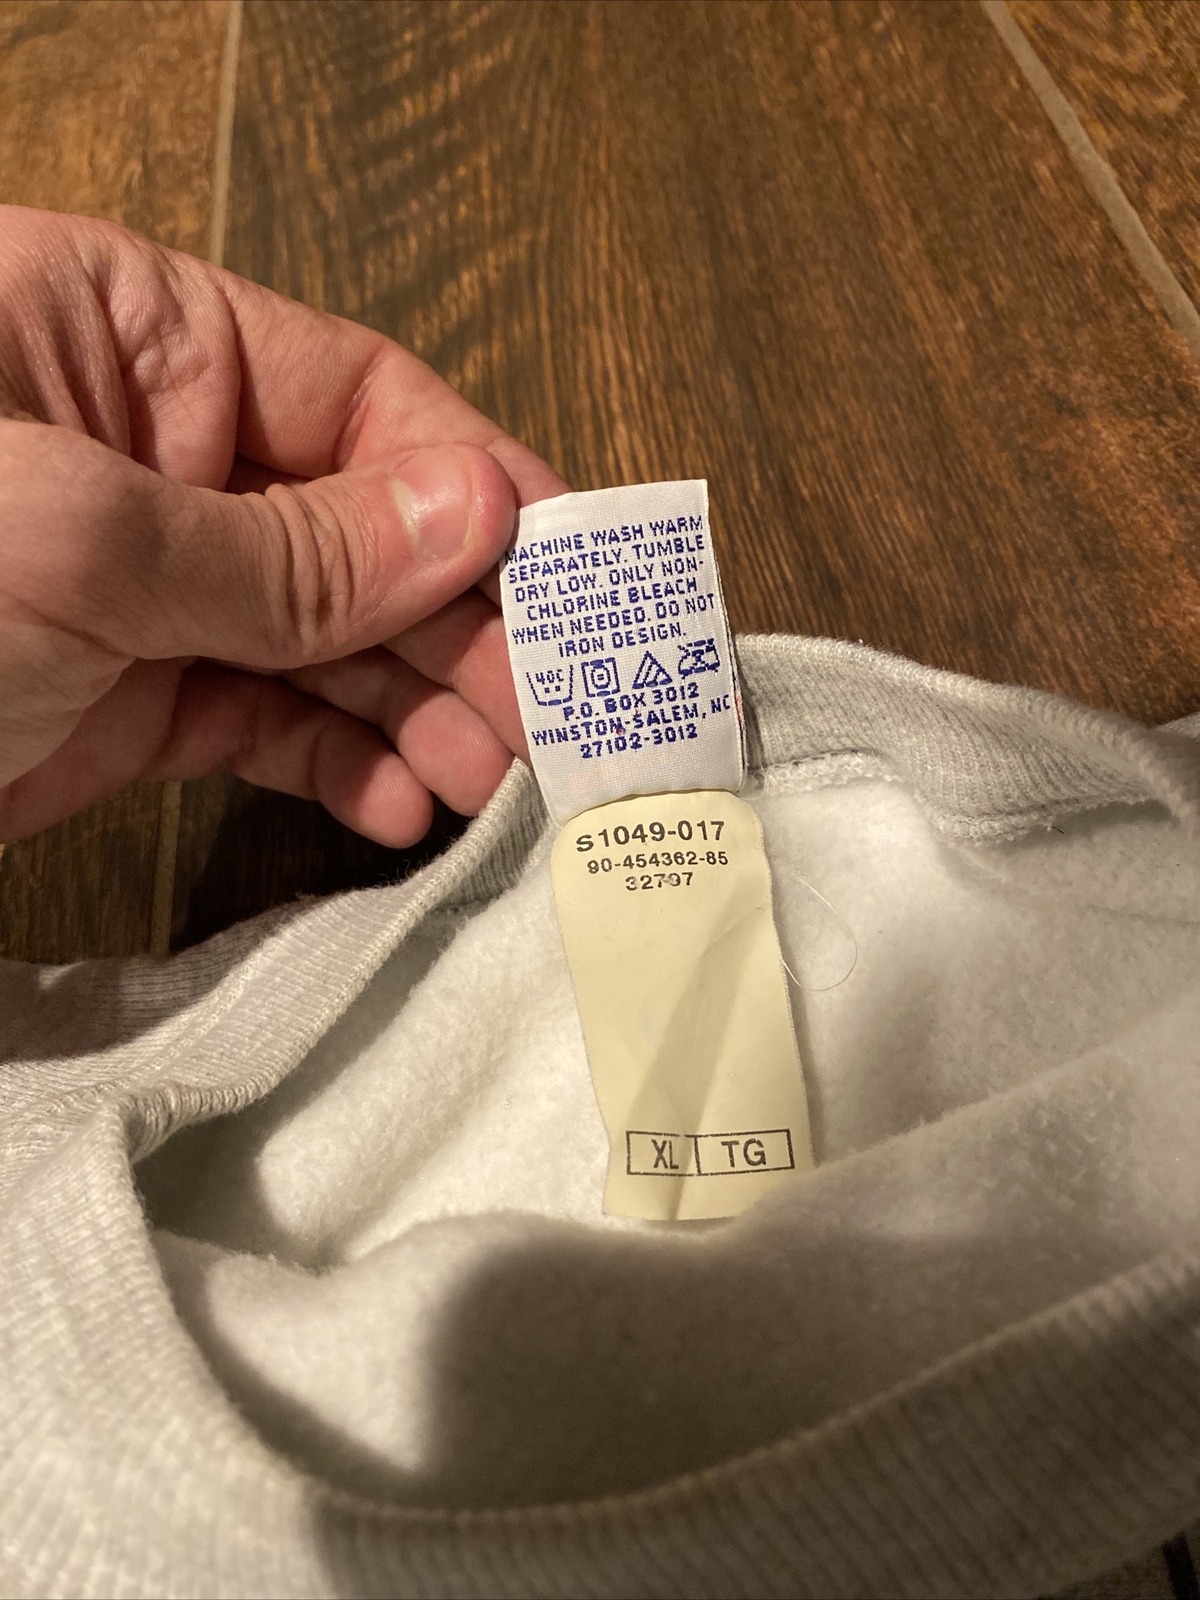 MACHINE WASH WARM
SEPARATELY. TUMBLE
DRY LOW. ONLY NON-
CHLORINE BLEACH
WHEN NEEDED. DO NOT
IRON DESIGN.
40C
P.O. BOX 3012
WINSTON-SALEM, NC
27102-3012
S1049-017
90-454362-85
32797
XL TG